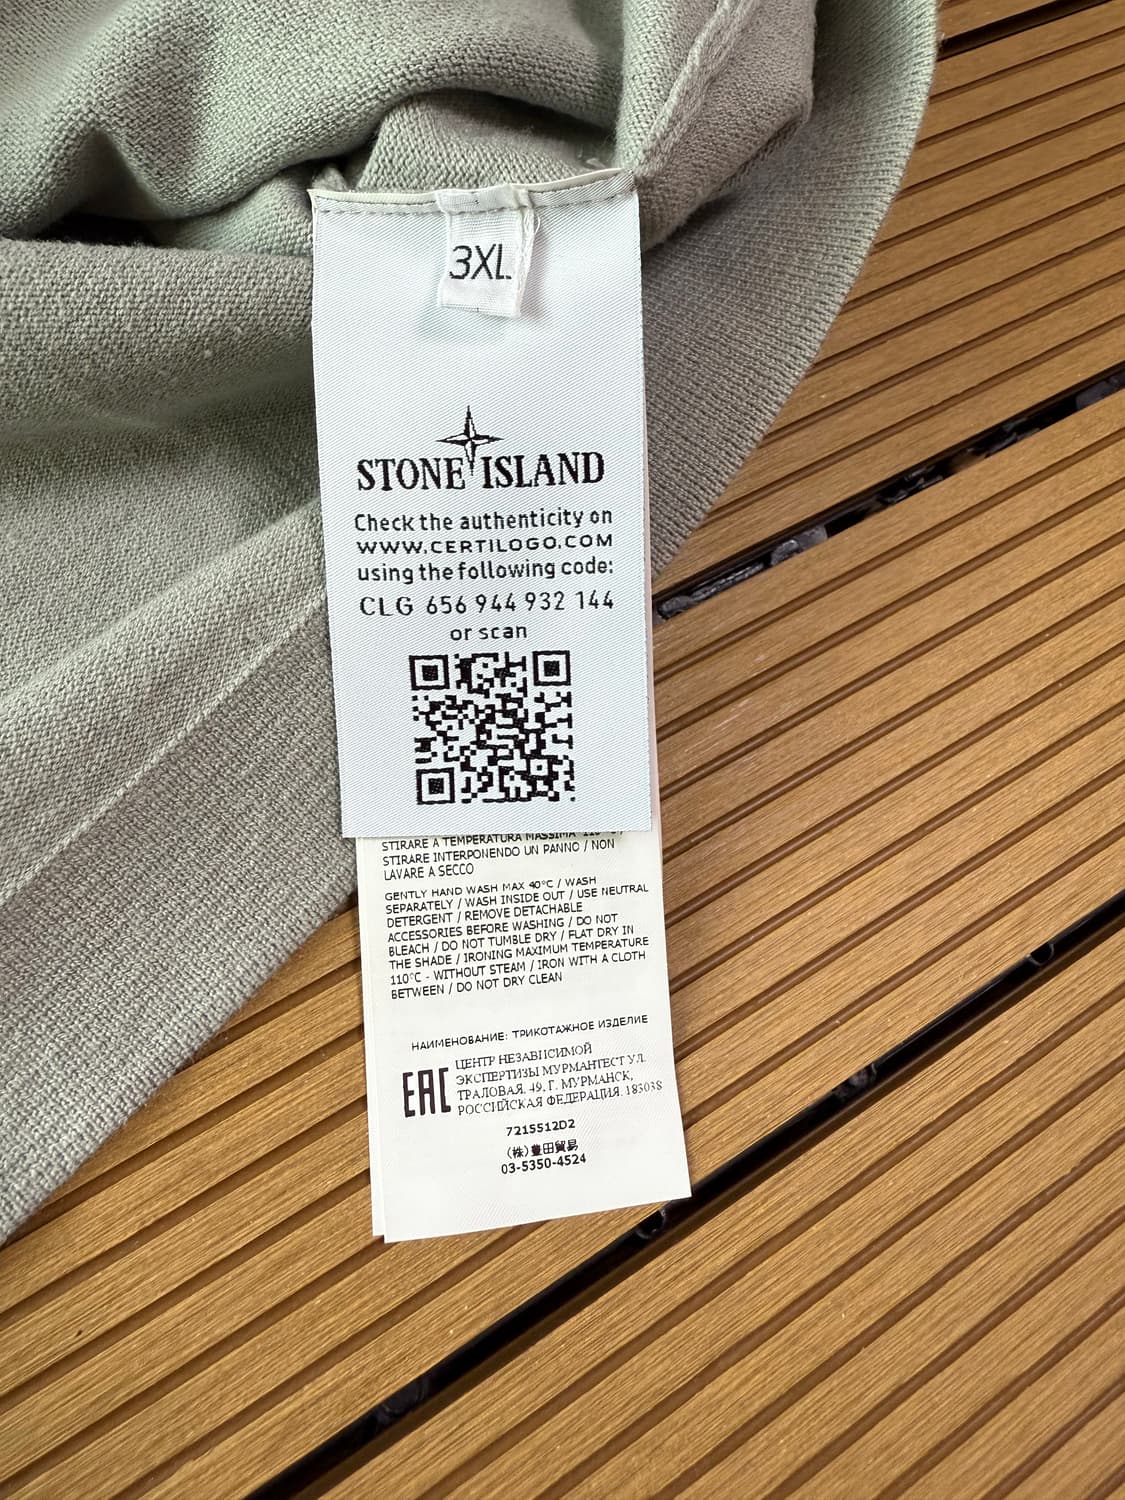 3XL
STONE ISLAND
Check the authenticity on
WWW.CERTILOGO.COM
using the following code:
CLG 656 944 932 144
or scan
STIRARE A TEMPERATURA MASSIMA 110°C /
STIRARE INTERPONENDO UN PANNO / NON
LAVARE A SECCO
GENTLY HAND WASH MAX 40°C / WASH
SEPARATELY / WASH INSIDE OUT / USE NEUTRAL
DETERGENT / REMOVE DETACHABLE
ACCESSORIES BEFORE WASHING / DO NOT
BLEACH / DO NOT TUMBLE DRY / FLAT DRY IN
THE SHADE / IRONING MAXIMUM TEMPERATURE
110°C - WITHOUT STEAM / IRON WITH A CLOTH
BETWEEN / DO NOT DRY CLEAN
НАИМЕНОВАНИЕ: ТРИКОТАЖНОЕ ИЗДЕЛИЕ
EAC
ЦЕНТР НЕЗАВИСИМОЙ
ЭКСПЕРТИЗЫ МУРМАНТЕСТ УЛ.
ТРАЛОВАЯ, 49, Г. МУРМАНСК,
РОССИЙСКАЯ ФЕДЕРАЦИЯ, 183038
7215512D2
(株)豊田貿易
03-5350-4524